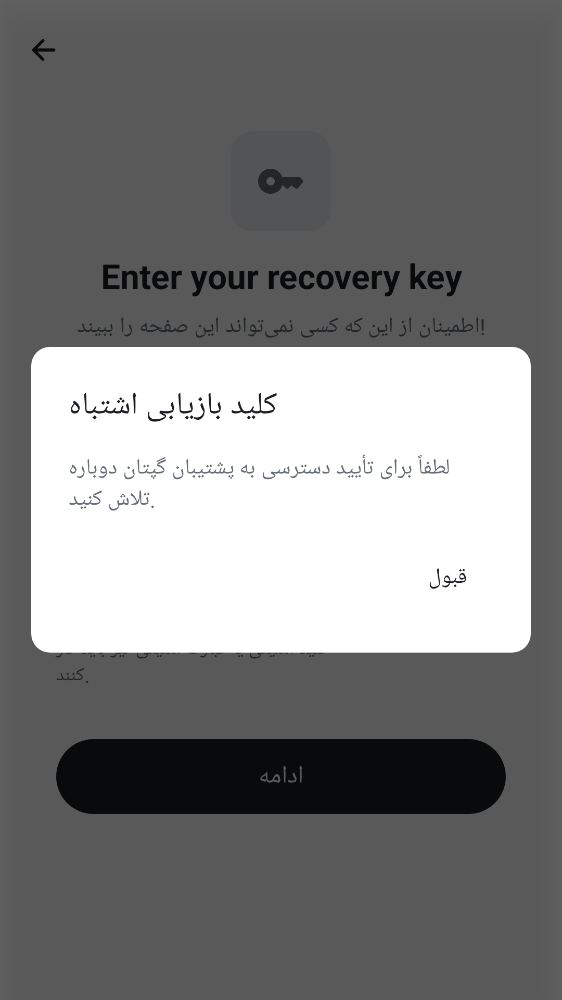 Enter your recovery key
اطمینان از این که کسی نمی‌تواند این صفحه را ببیند!
کلید بازیابی اشتباه
لطفاً برای تأیید دسترسی به پشتیبان گپتان دوباره
تلاش کنید.
قبول
کنند.
ادامه